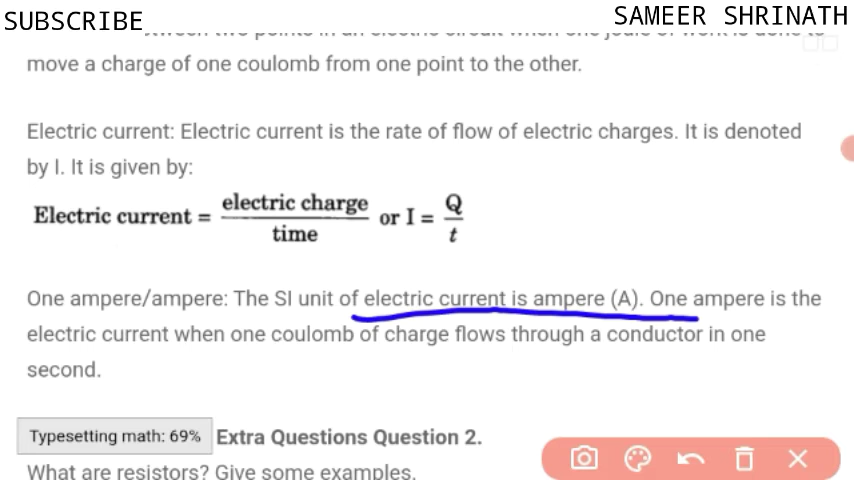 SUBSCRIBE
SAMEER SHRINATH
move a charge of one coulomb from one point to the other.
Electric current: Electric current is the rate of flow of electric charges. It is denoted
by I. It is given by:
Electric current = electric charge / time or I = Q / t
One ampere/ampere: The SI unit of electric current is ampere (A). One ampere is the
electric current when one coulomb of charge flows through a conductor in one
second.
Typesetting math: 69% Extra Questions Question 2.
What are resistors? Give some examples.